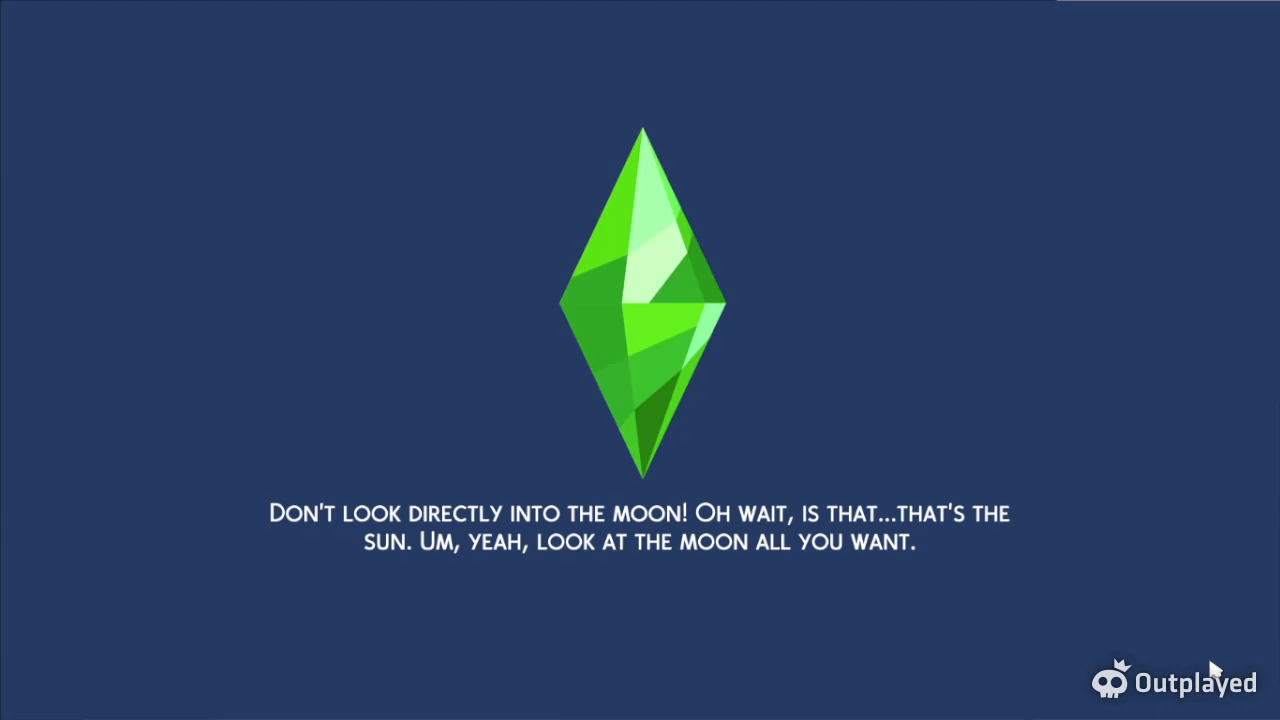 Don't look directly into the moon! Oh wait, is that...that's the
sun. Um, yeah, look at the moon all you want.
Outplayed